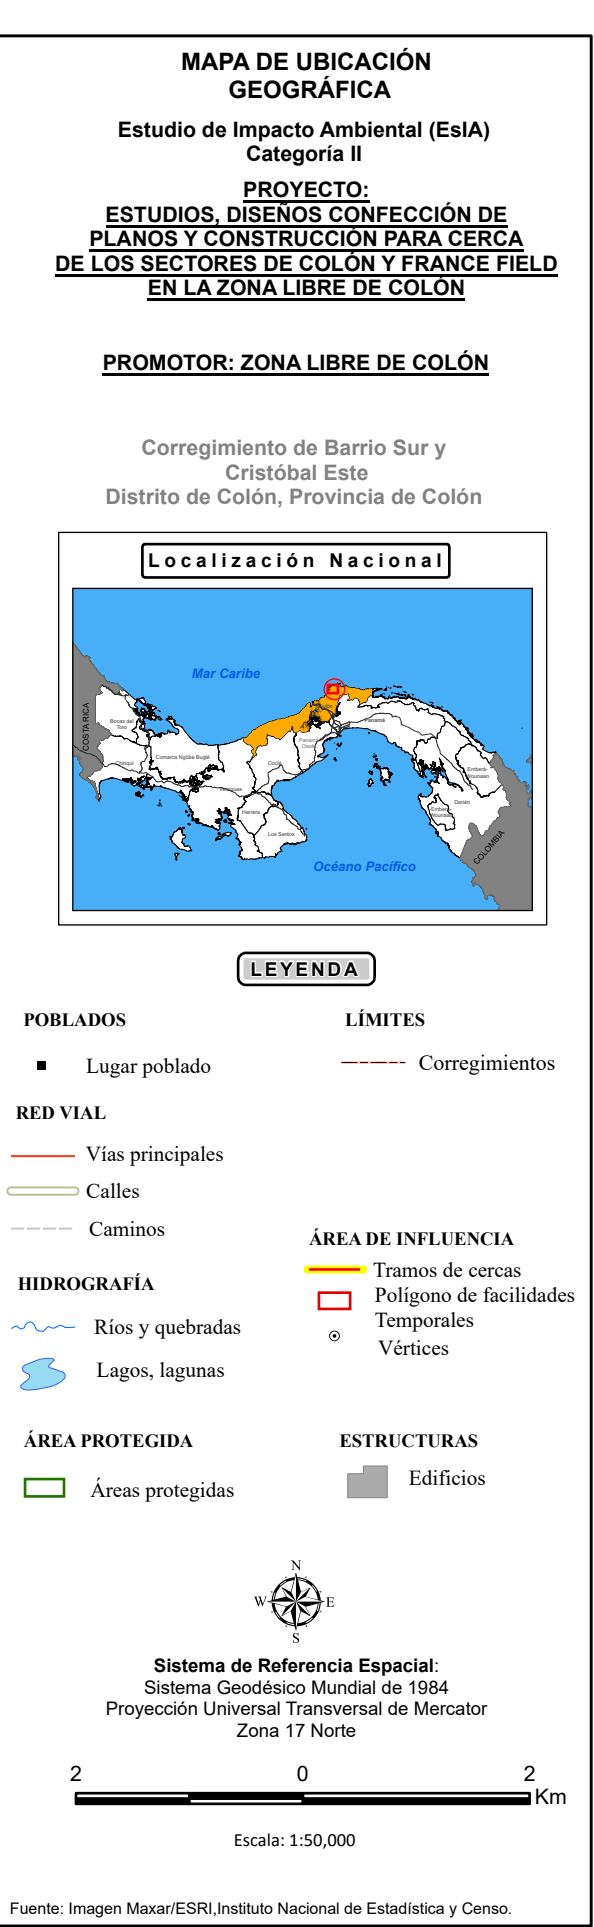 MAPA DE UBICACIÓN
GEOGRÁFICA
Estudio de Impacto Ambiental (EsIA)
Categoría II
PROYECTO:
ESTUDIOS, DISEÑOS CONFECCIÓN DE
PLANOS Y CONSTRUCCIÓN PARA CERCA
DE LOS SECTORES DE COLÓN Y FRANCE FIELD
EN LA ZONA LIBRE DE COLÓN
PROMOTOR: ZONA LIBRE DE COLÓN
Corregimiento de Barrio Sur y
Cristóbal Este
Distrito de Colón, Provincia de Colón
Localización Nacional
Mar Caribe
COSTA RICA
Bocas del
Toro
Chiriquí
Comarca Ngöbe Buglé
Coclé
Panamá
Oeste
Panamá
Herrera
Los Santos
Emberá-
Wounaan
Darién
COLOMBIA
Océano Pacífico
LEYENDA
POBLADOS
Lugar poblado
LÍMITES
Corregimientos
RED VIAL
Vías principales
Calles
Caminos
ÁREA DE INFLUENCIA
Tramos de cercas
Polígono de facilidades
Temporales
Vértices
HIDROGRAFÍA
Ríos y quebradas
Lagos, lagunas
ÁREA PROTEGIDA
Áreas protegidas
ESTRUCTURAS
Edificios
N
W E
S
Sistema de Referencia Espacial:
Sistema Geodésico Mundial de 1984
Proyección Universal Transversal de Mercator
Zona 17 Norte
2 0 2
Km
Escala: 1:50,000
Fuente: Imagen Maxar/ESRI,Instituto Nacional de Estadística y Censo.